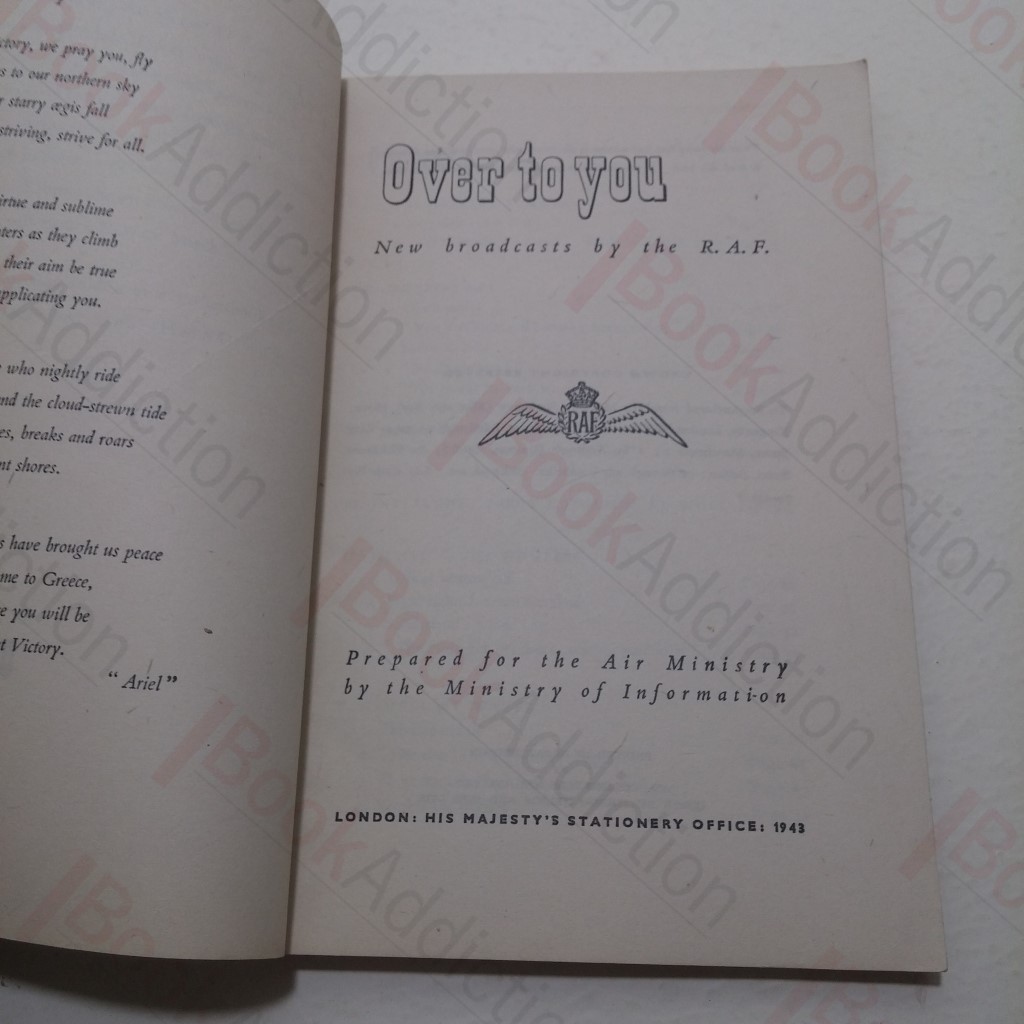 ctory, we pray you, fly
s to our northern sky
r starry ægis fall
striving, strive for all.
irtue and sublime
ters as they climb
their aim be true
pplicating you.
who nightly ride
nd the cloud-strewn tide
es, breaks and roars
nt shores.
s have brought us peace
me to Greece,
e you will be
t Victory.
“Ariel”
Over to you
New broadcasts by the R.A.F.
RAF
Prepared for the Air Ministry
by the Ministry of Information
LONDON: HIS MAJESTY'S STATIONERY OFFICE: 1943
BookAddiction